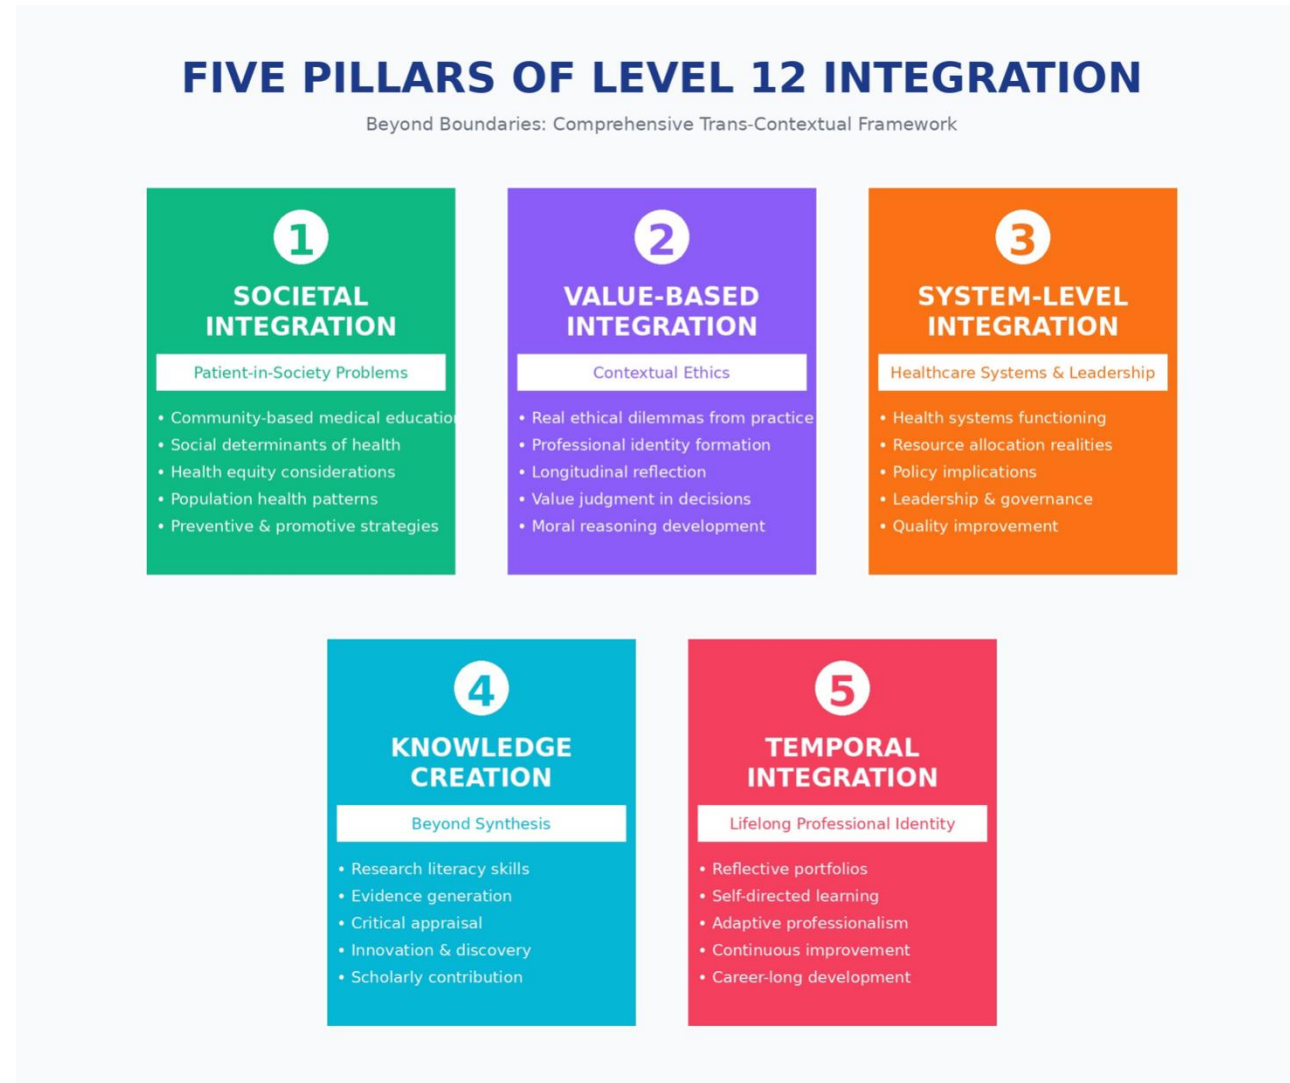 FIVE PILLARS OF LEVEL 12 INTEGRATION
Beyond Boundaries: Comprehensive Trans-Contextual Framework
1
SOCIETAL
INTEGRATION
Patient-in-Society Problems
• Community-based medical education
• Social determinants of health
• Health equity considerations
• Population health patterns
• Preventive & promotive strategies
2
VALUE-BASED
INTEGRATION
Contextual Ethics
• Real ethical dilemmas from practice
• Professional identity formation
• Longitudinal reflection
• Value judgment in decisions
• Moral reasoning development
3
SYSTEM-LEVEL
INTEGRATION
Healthcare Systems & Leadership
• Health systems functioning
• Resource allocation realities
• Policy implications
• Leadership & governance
• Quality improvement
4
KNOWLEDGE
CREATION
Beyond Synthesis
• Research literacy skills
• Evidence generation
• Critical appraisal
• Innovation & discovery
• Scholarly contribution
5
TEMPORAL
INTEGRATION
Lifelong Professional Identity
• Reflective portfolios
• Self-directed learning
• Adaptive professionalism
• Continuous improvement
• Career-long development